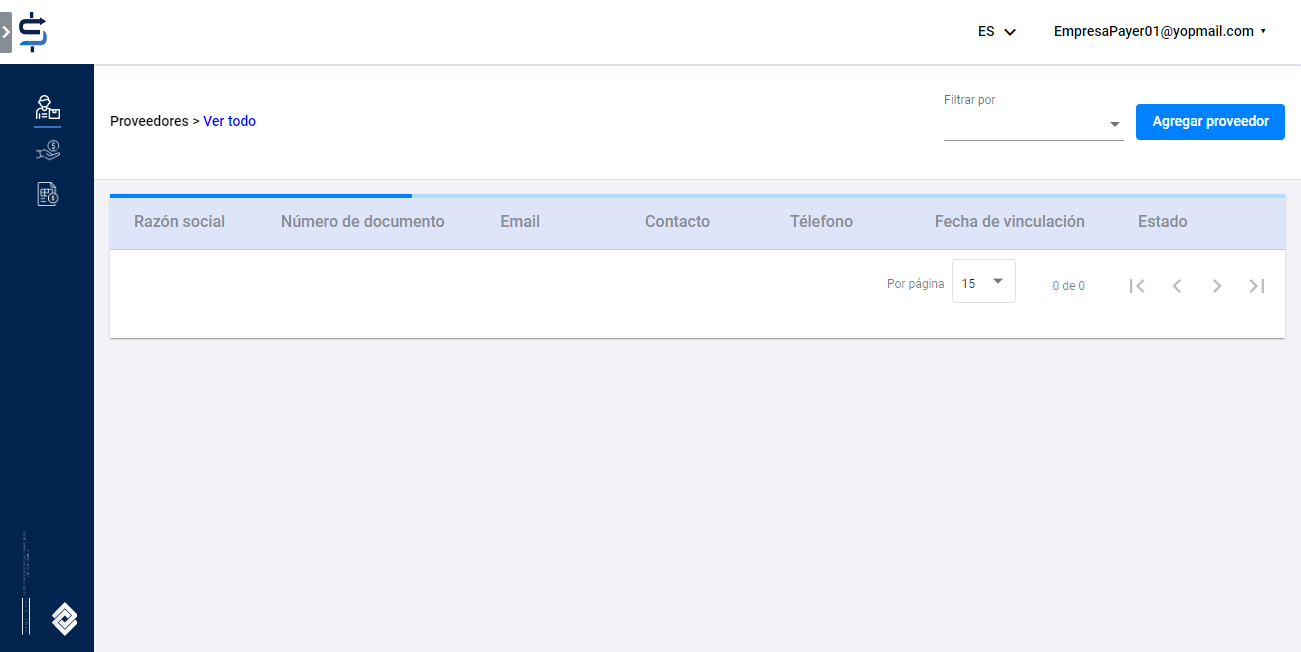 ES EmpresaPayer01@yopmail.com
Filtrar por
Proveedores > Ver todo
Agregar proveedor
Razón social Número de documento Email Contacto Télefono Fecha de vinculación Estado
Por página 15 0 de 0